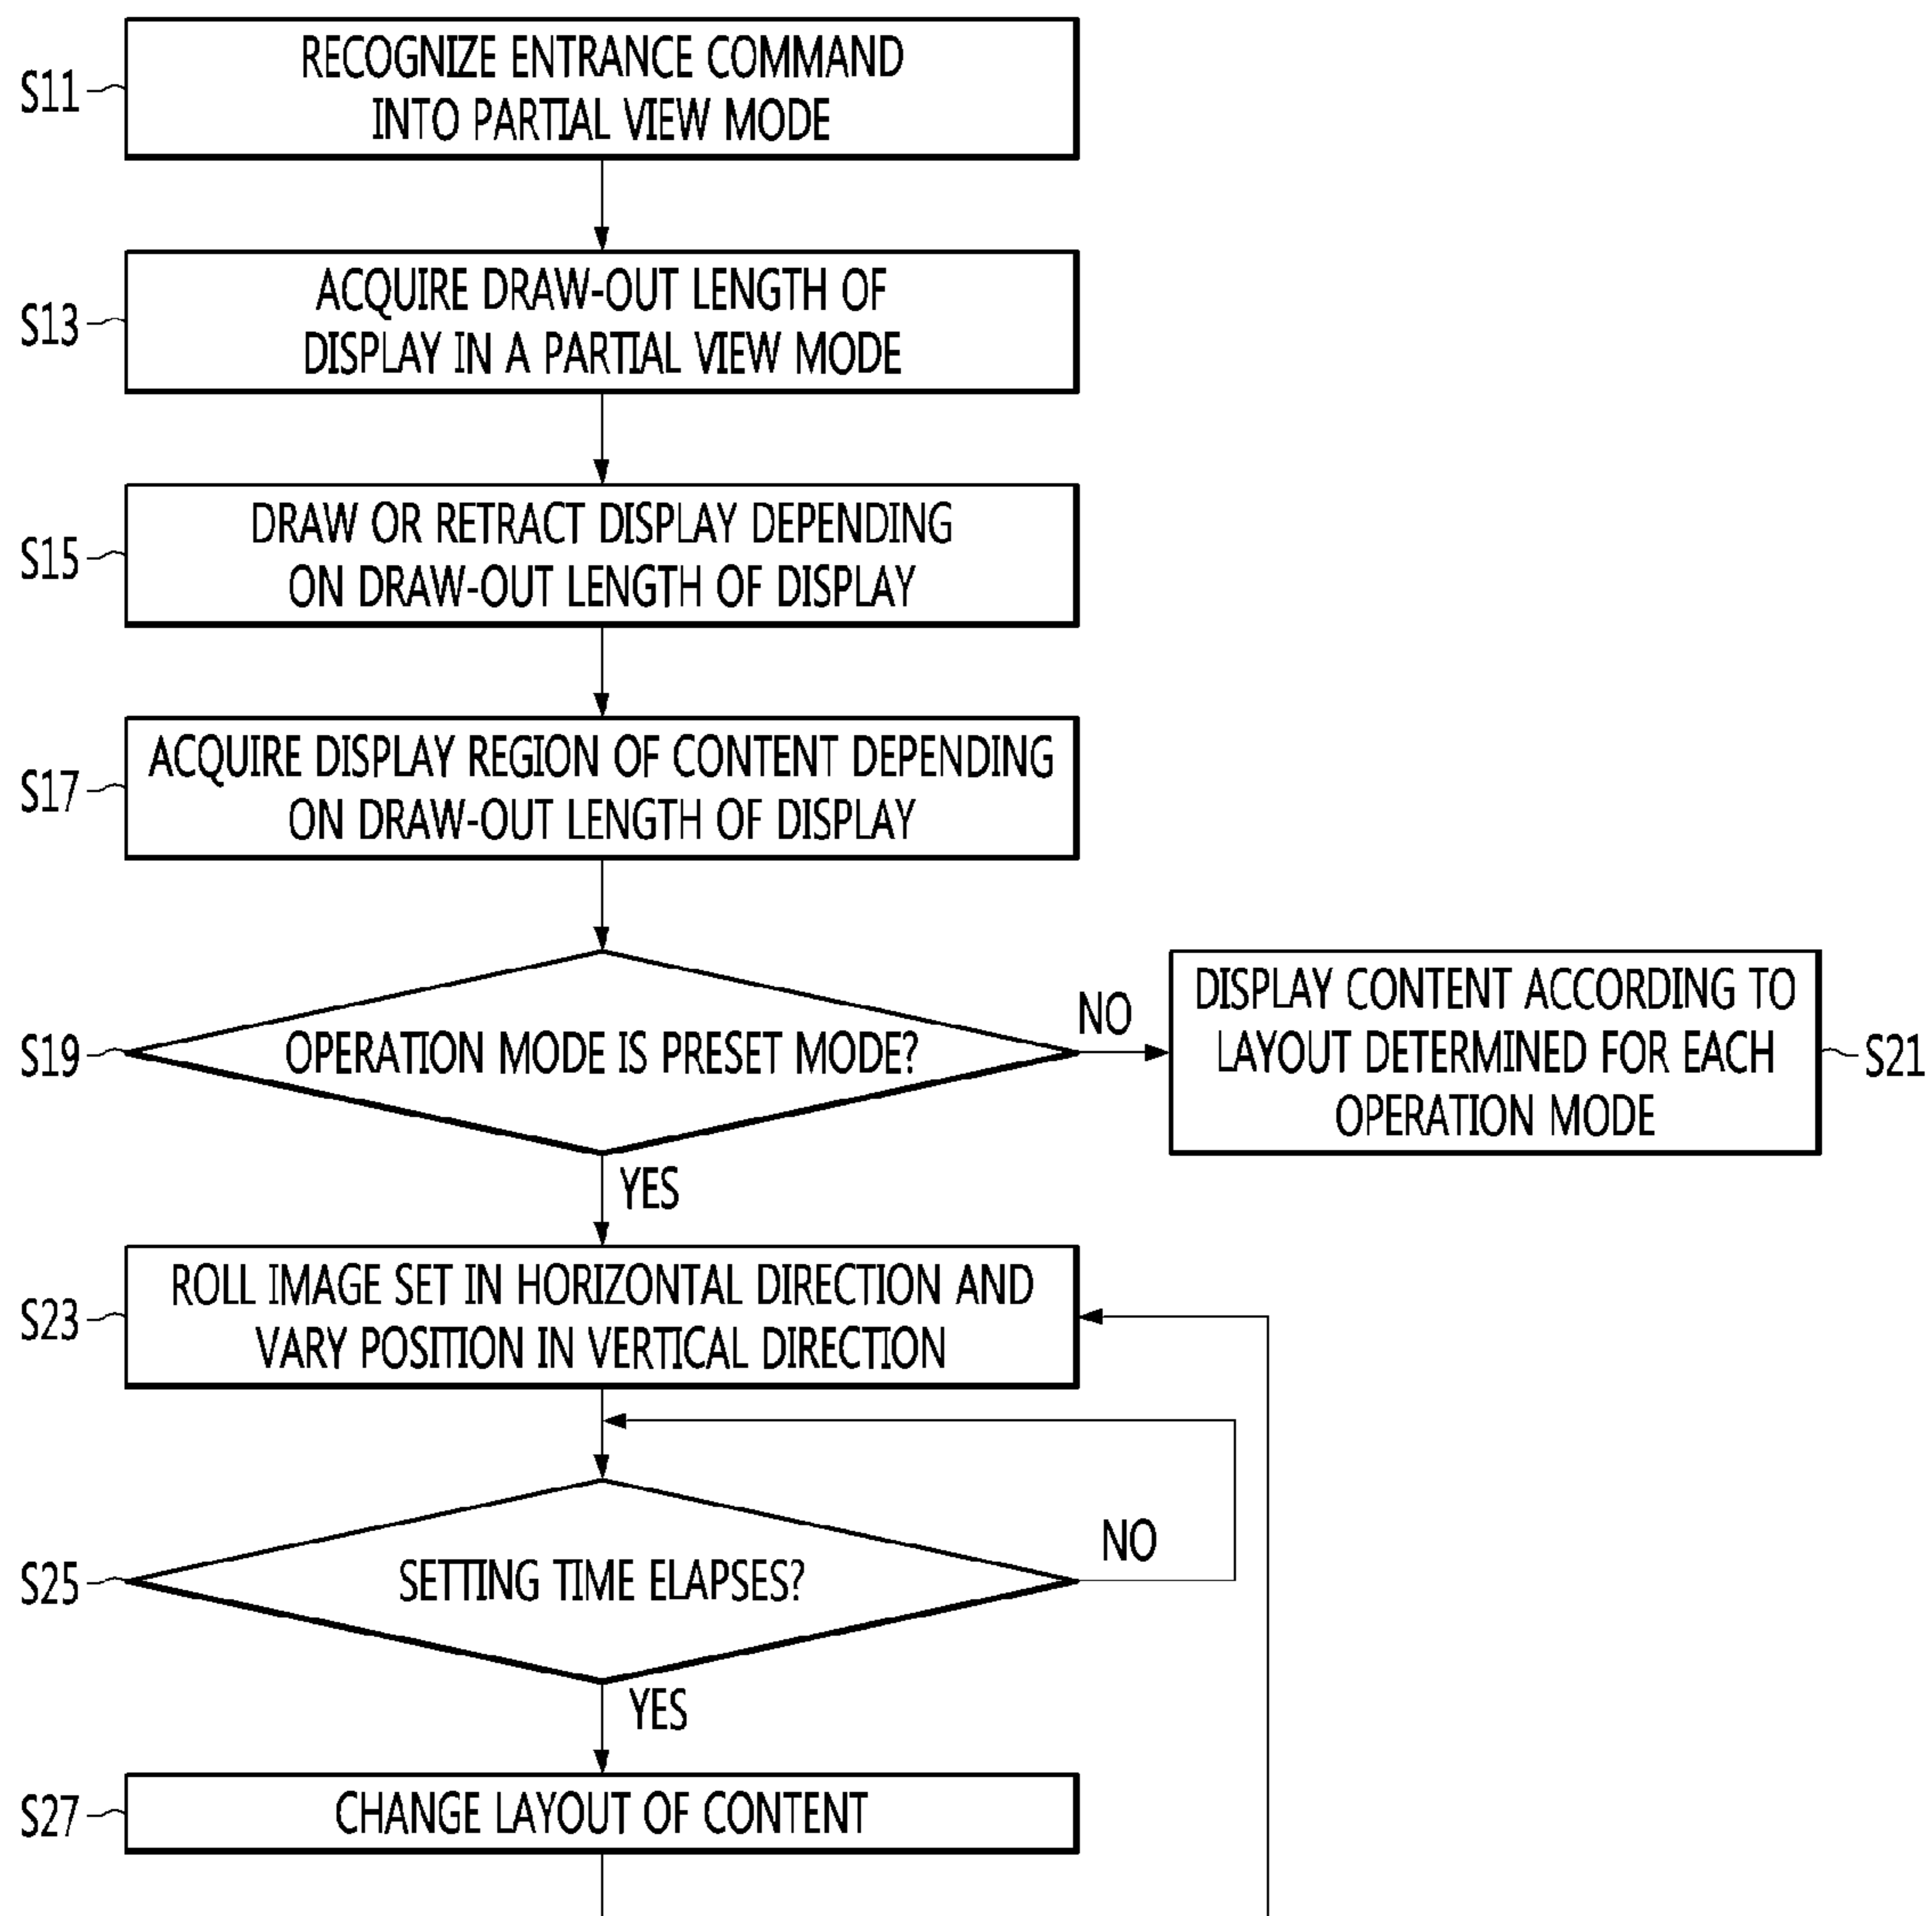 S11
RECOGNIZE ENTRANCE COMMAND
INTO PARTIAL VIEW MODE
S13
ACQUIRE DRAW-OUT LENGTH OF
DISPLAY IN A PARTIAL VIEW MODE
S15
DRAW OR RETRACT DISPLAY DEPENDING
ON DRAW-OUT LENGTH OF DISPLAY
S17
ACQUIRE DISPLAY REGION OF CONTENT DEPENDING
ON DRAW-OUT LENGTH OF DISPLAY
S19
OPERATION MODE IS PRESET MODE?
NO
DISPLAY CONTENT ACCORDING TO
LAYOUT DETERMINED FOR EACH
OPERATION MODE
S21
YES
S23
ROLL IMAGE SET IN HORIZONTAL DIRECTION AND
VARY POSITION IN VERTICAL DIRECTION
S25
SETTING TIME ELAPSES?
NO
YES
S27
CHANGE LAYOUT OF CONTENT